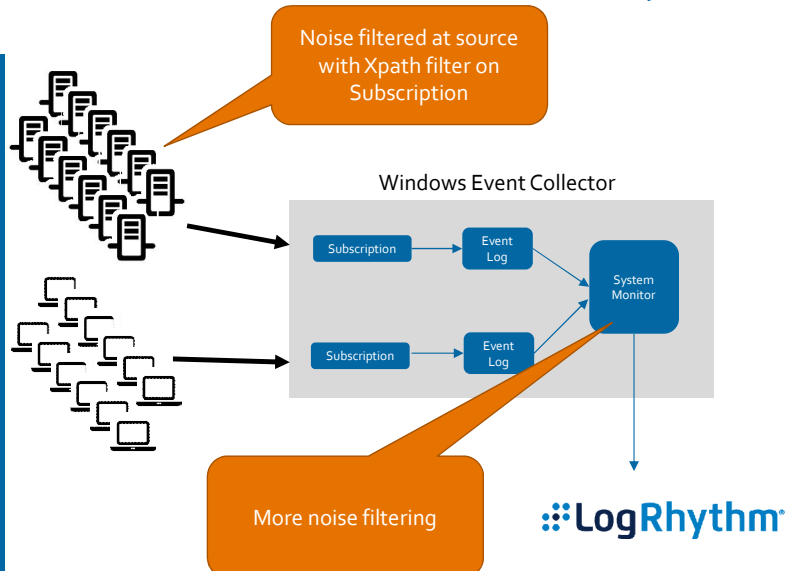 Noise filtered at source
with Xpath filter on
Subscription
Windows Event Collector
Subscription
Event
Log
System
Monitor
Subscription
Event
Log
More noise filtering
LogRhythm